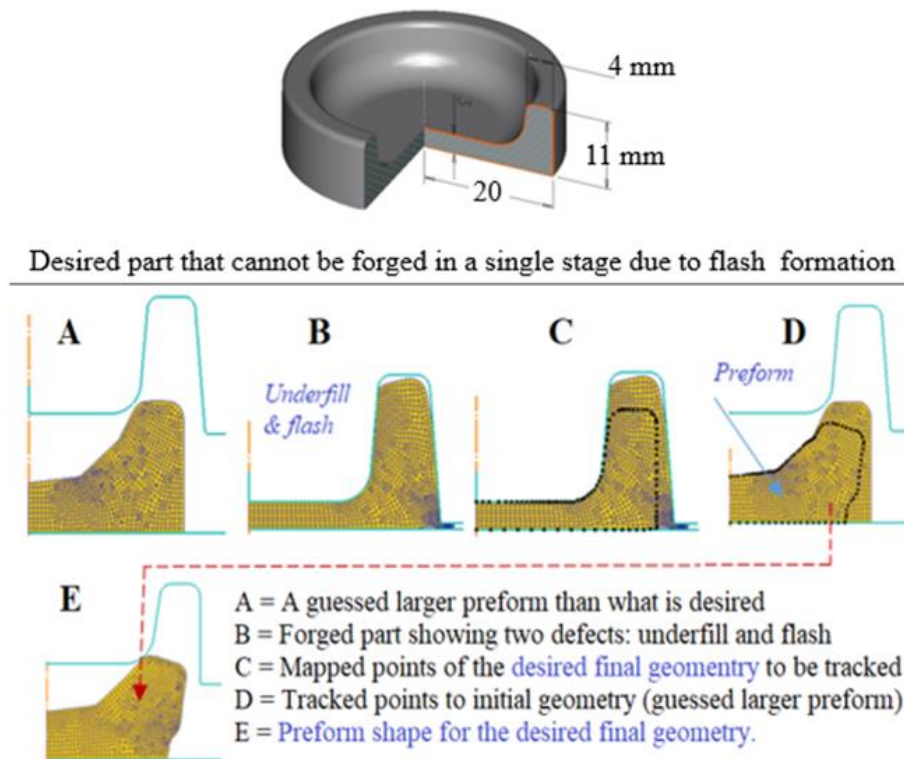 4 mm
11 mm
20
Desired part that cannot be forged in a single stage due to flash formation
A
B
C
D
Underfill
& flash
Preform
E
A = A guessed larger preform than what is desired
B = Forged part showing two defects: underfill and flash
C = Mapped points of the desired final geomentry to be tracked
D = Tracked points to initial geometry (guessed larger preform)
E = Preform shape for the desired final geometry.